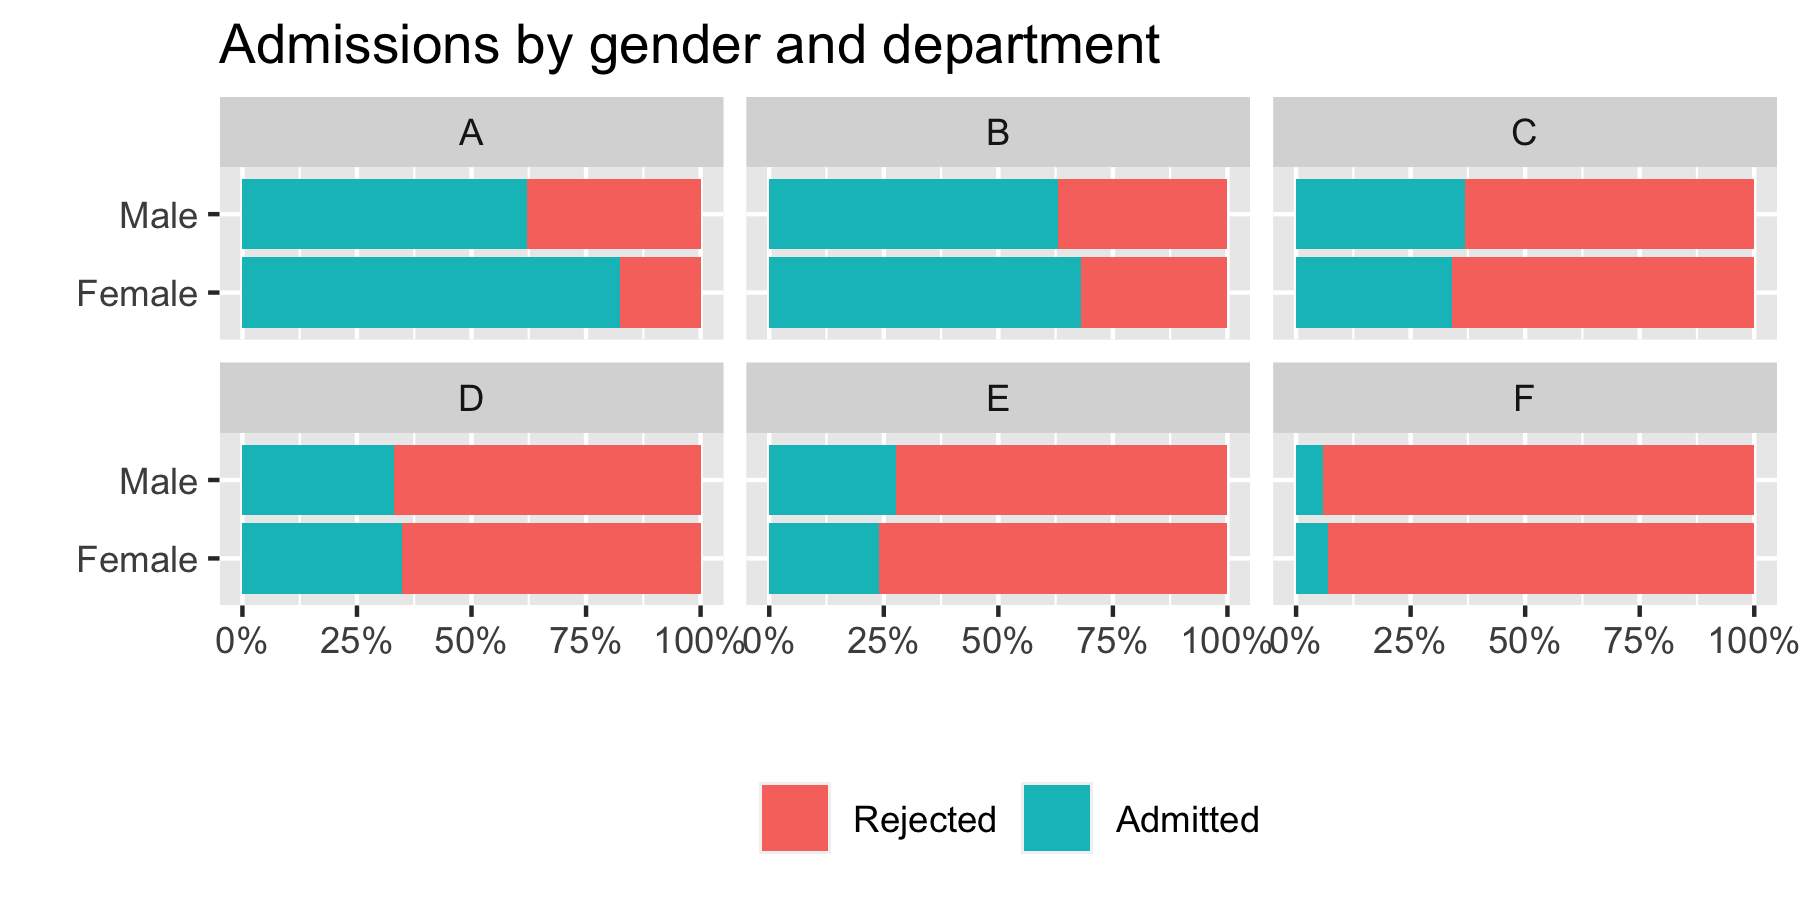 Admissions by gender and department
A B C
Male
Female
D E F
Male
Female
0% 25% 50% 75% 100% 0% 25% 50% 75% 100% 0% 25% 50% 75% 100%
Rejected Admitted